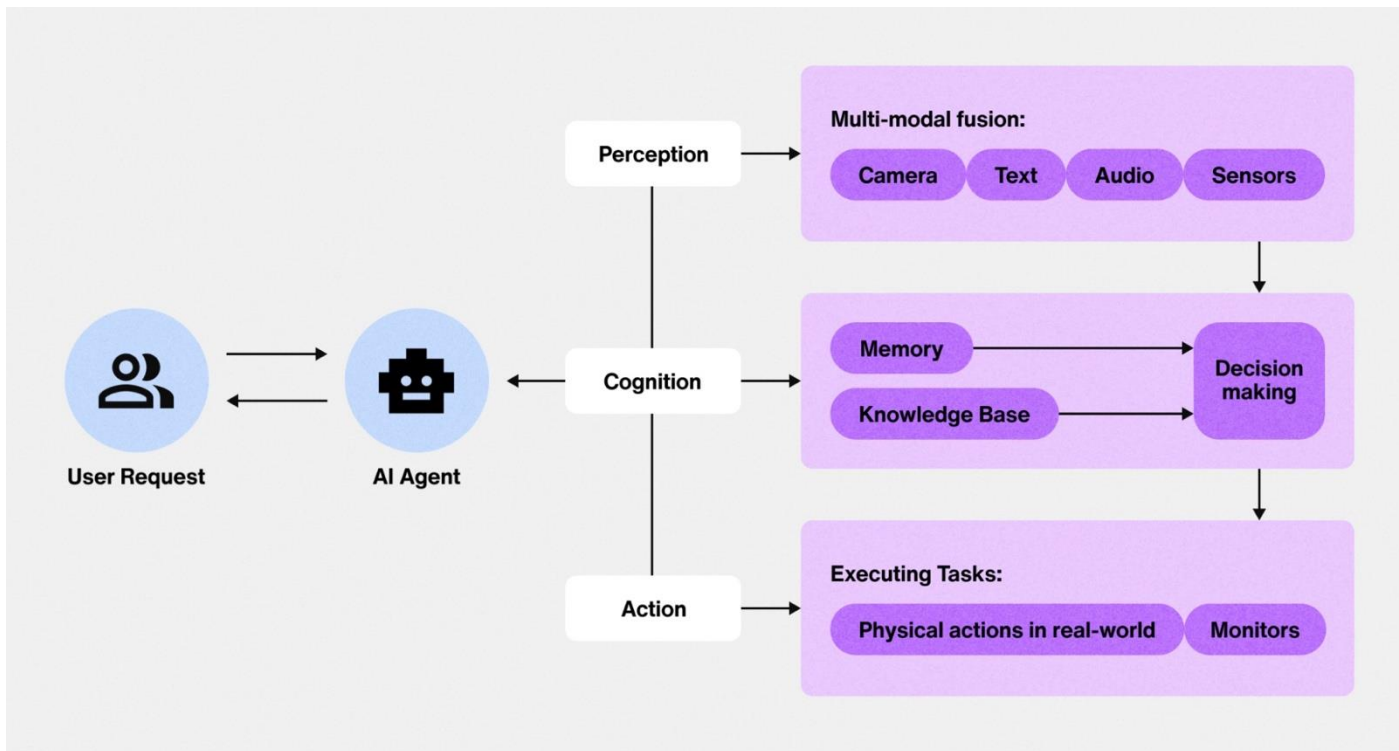 Multi-modal fusion:
Perception
Camera Text Audio Sensors
Memory
Decision
making
Cognition
Knowledge Base
User Request
AI Agent
Executing Tasks:
Action
Physical actions in real-world Monitors